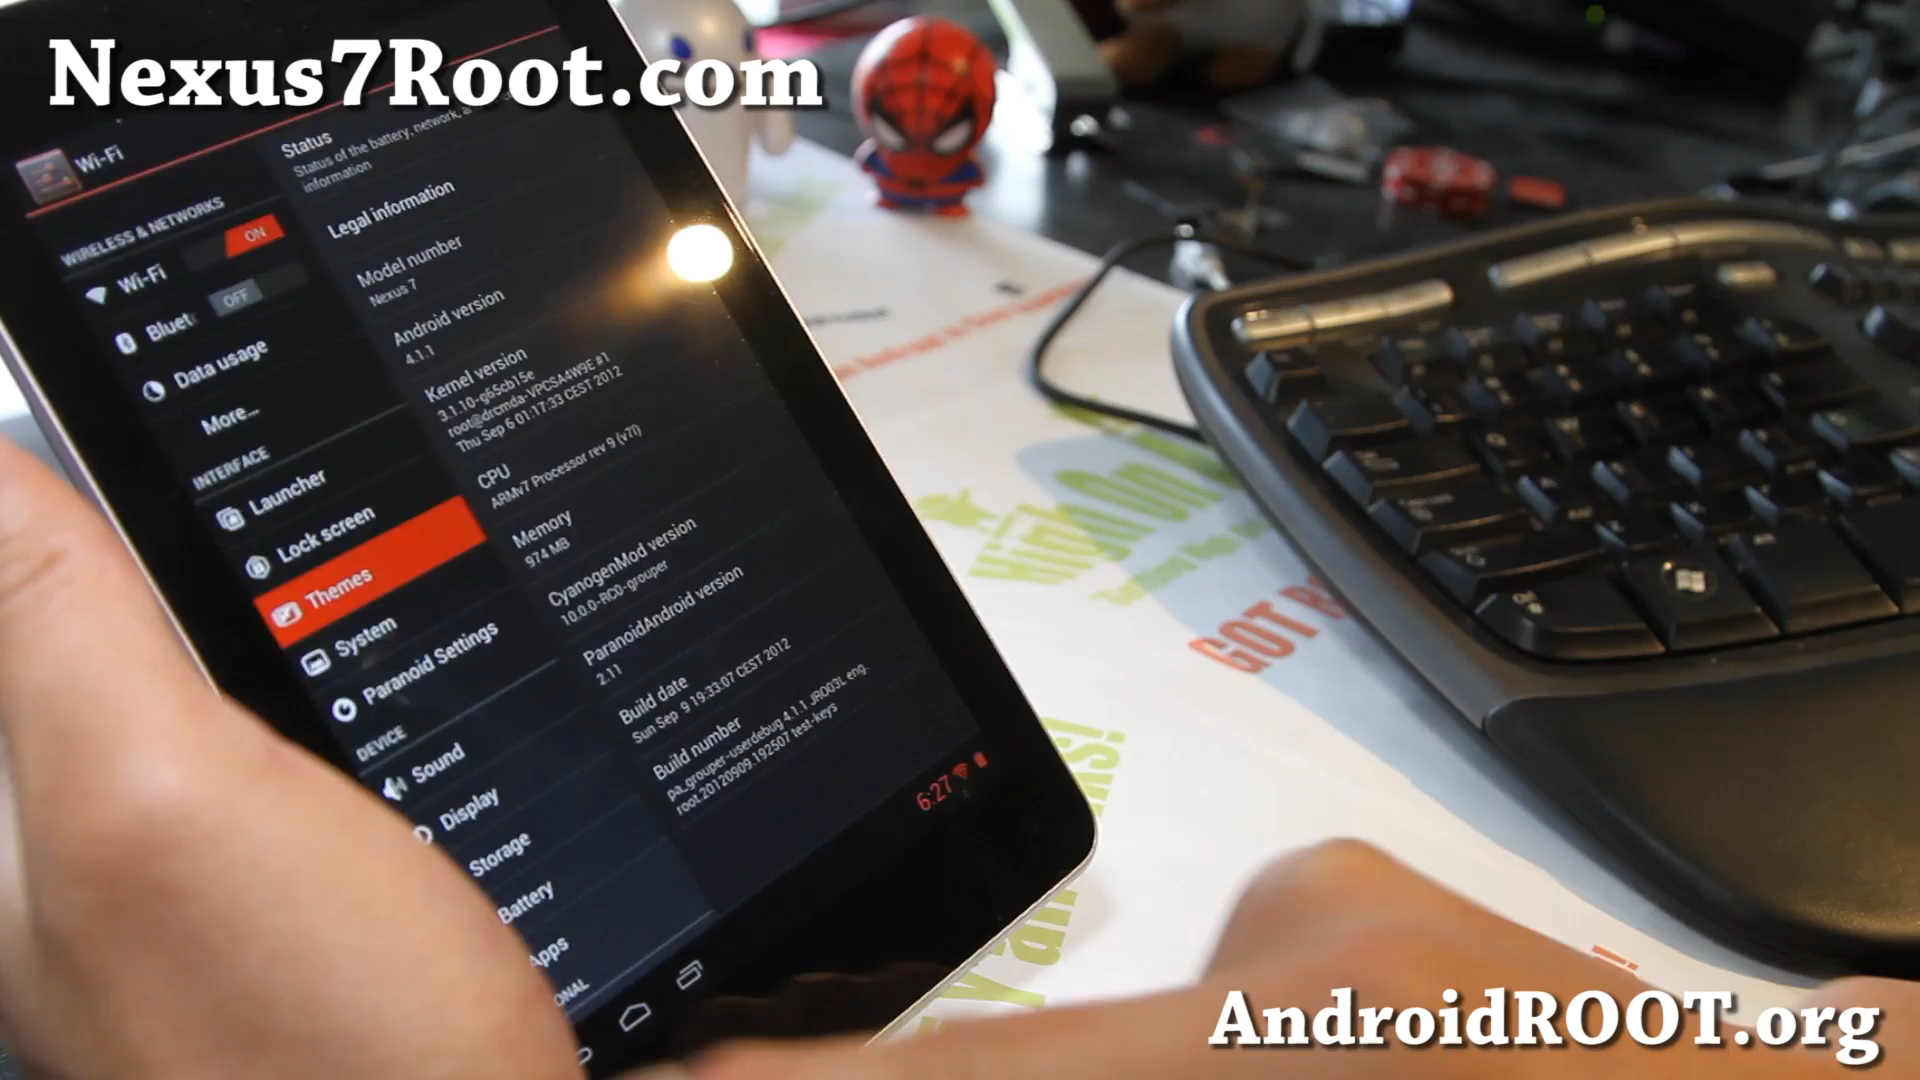 Nexus7Root.com
Wi-Fi
WIRELESS & NETWORKS
Wi-Fi
ON
Bluet
OFF
Data usage
More...
INTERFACE
Launcher
Lock screen
Themes
System
Paranoid Settings
DEVICE
Sound
Display
Storage
Battery
Apps
ONAL
Status
Status of the battery, network,
information
Legal information
Model number
Nexus 7
Android version
4.1.1
Kernel version
3.1.10-g65cb15e
root@drcmda-VPCSA4W9E #1
Thu Sep 6 01:17:33 CEST 2012
CPU
ARMv7 Processor rev 9 (v7l)
Memory
974 MB
CyanogenMod version
10.0.0-RC0-grouper
ParanoidAndroid version
2.11
Build date
Sun Sep 9 19:33:07 CEST 2012
Build number
pa_grouper-userdebug 4.1.1 JRO03L eng.
root.20120909.192507 test-keys
6:27
High On
GOT B
AndroidROOT.org